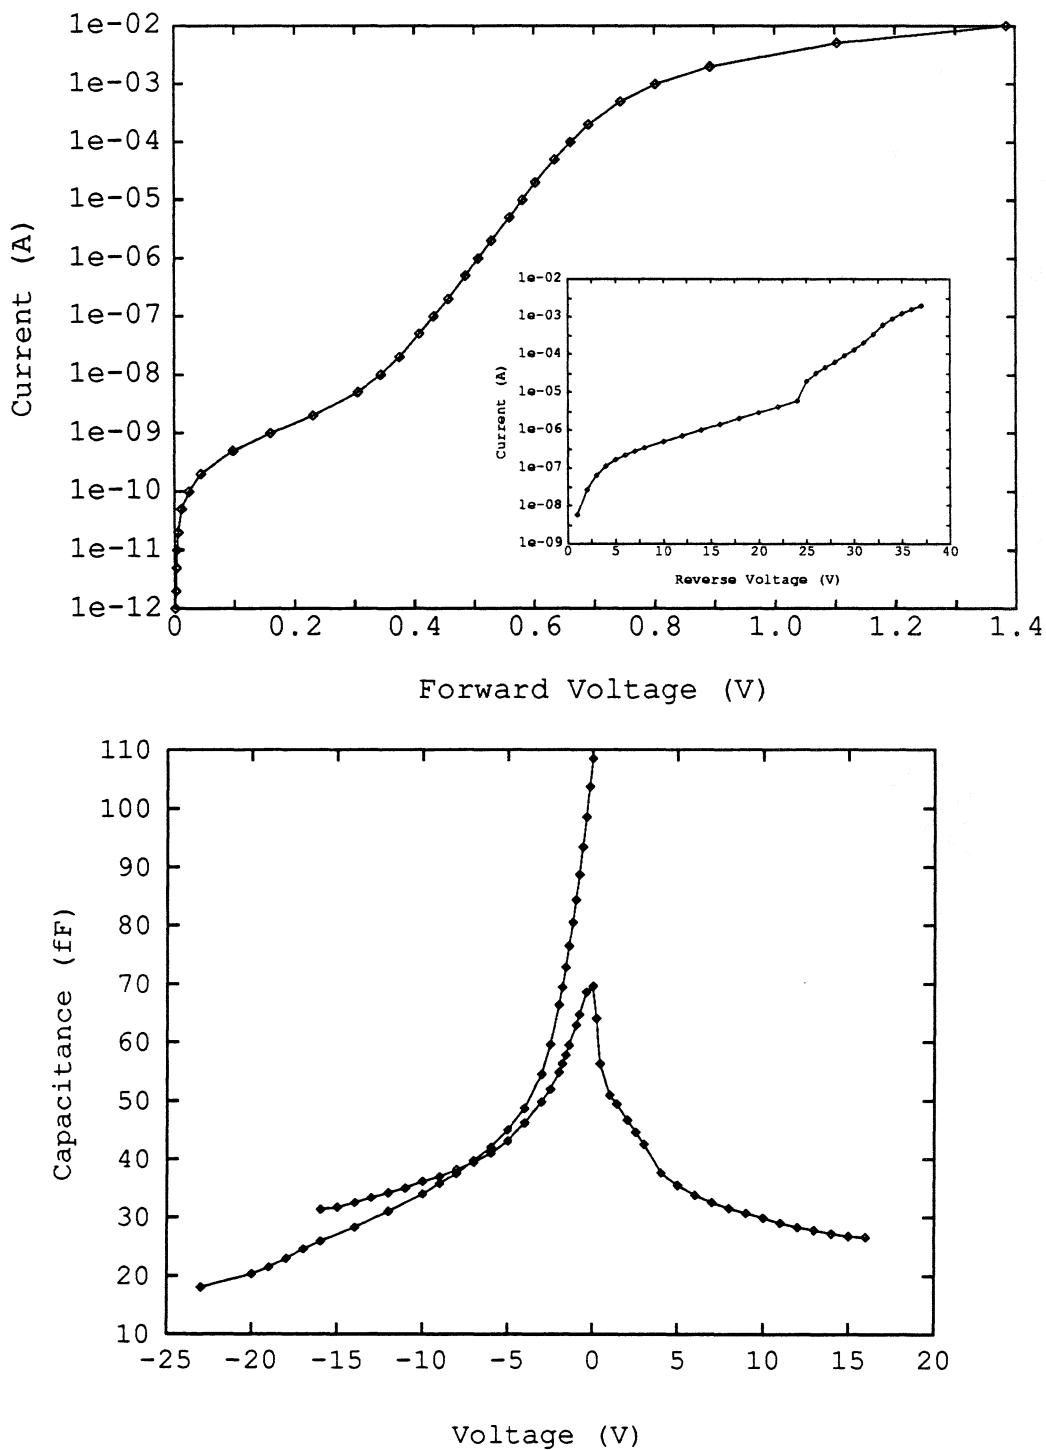 1e-02
1e-03
1e-04
1e-05
1e-06
1e-07
1e-08
1e-09
1e-10
1e-11
1e-12
Current (A)
0 0.2 0.4 0.6 0.8 1.0 1.2 1.4
Forward Voltage (V)
1e-02
1e-03
1e-04
1e-05
1e-06
1e-07
1e-08
1e-09
Current (A)
0 5 10 15 20 25 30 35 40
Reverse Voltage (V)
110
100
90
80
70
60
50
40
30
20
10
Capacitance (fF)
-25 -20 -15 -10 -5 0 5 10 15 20
Voltage (V)